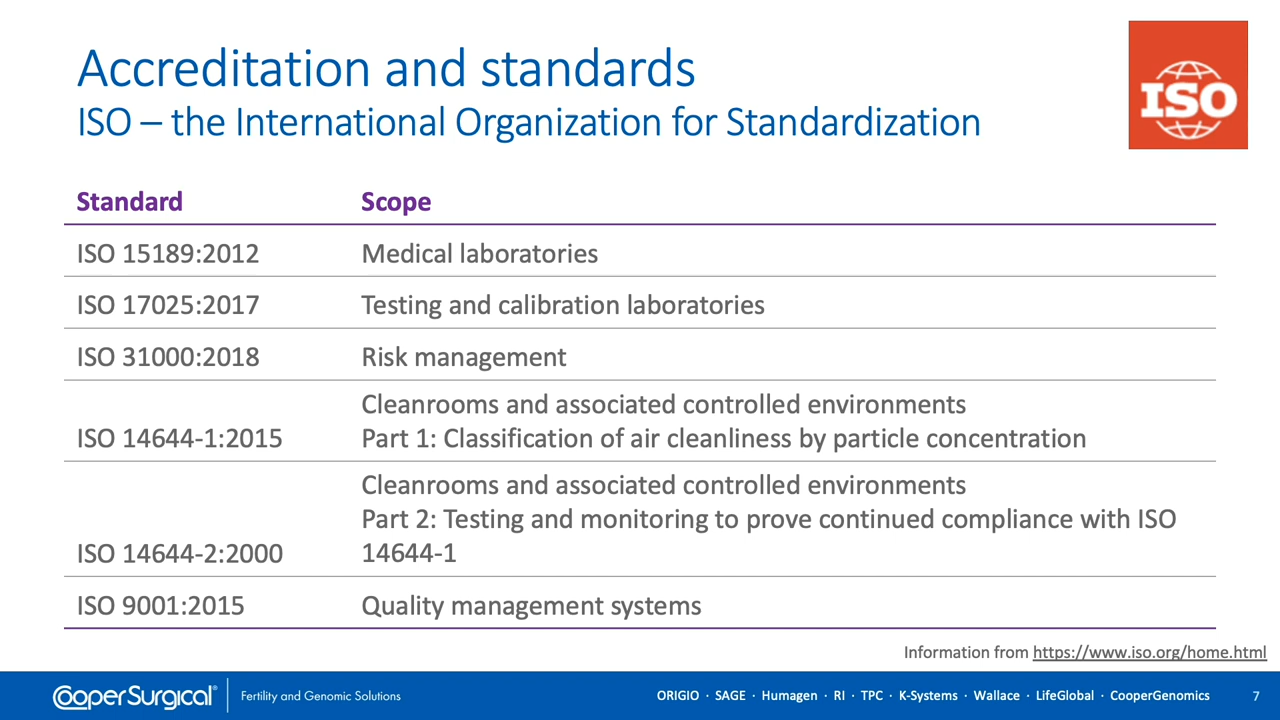 Accreditation and standards
ISO – the International Organization for Standardization
ISO
Standard Scope
ISO 15189:2012 Medical laboratories
ISO 17025:2017 Testing and calibration laboratories
ISO 31000:2018 Risk management
Cleanrooms and associated controlled environments
ISO 14644-1:2015 Part 1: Classification of air cleanliness by particle concentration
Cleanrooms and associated controlled environments
Part 2: Testing and monitoring to prove continued compliance with ISO
ISO 14644-2:2000 14644-1
ISO 9001:2015 Quality management systems
Information from https://www.iso.org/home.html
CooperSurgical® Fertility and Genomic Solutions ORIGIO · SAGE · Humagen · RI · TPC · K-Systems · Wallace · LifeGlobal · CooperGenomics 7